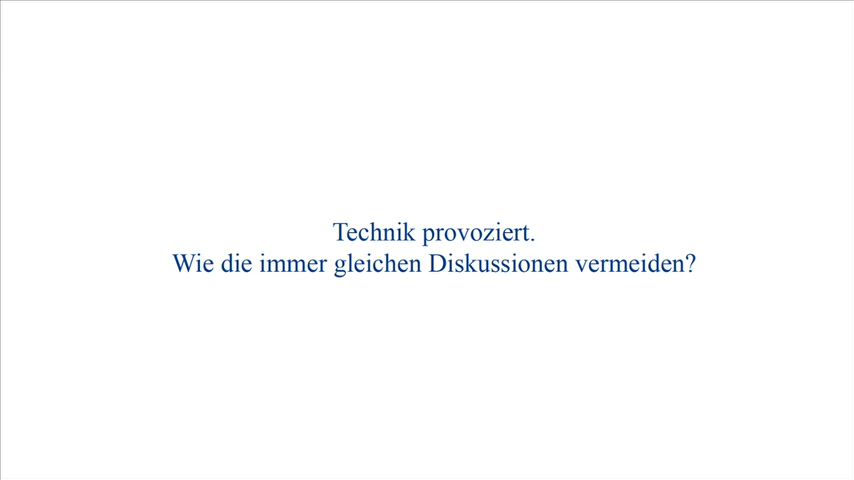 Technik provoziert.
Wie die immer gleichen Diskussionen vermeiden?